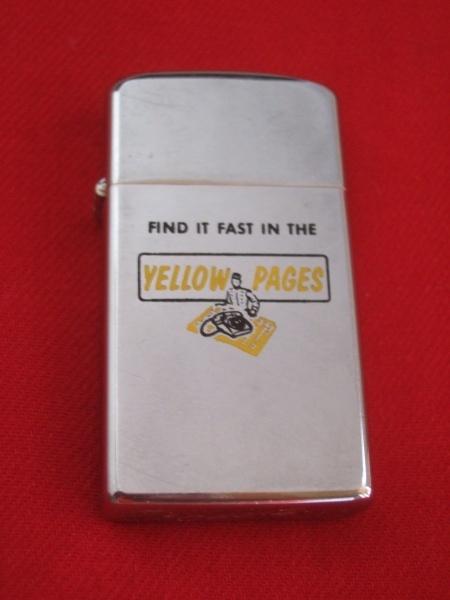 FIND IT FAST IN THE
YELLOW PAGES